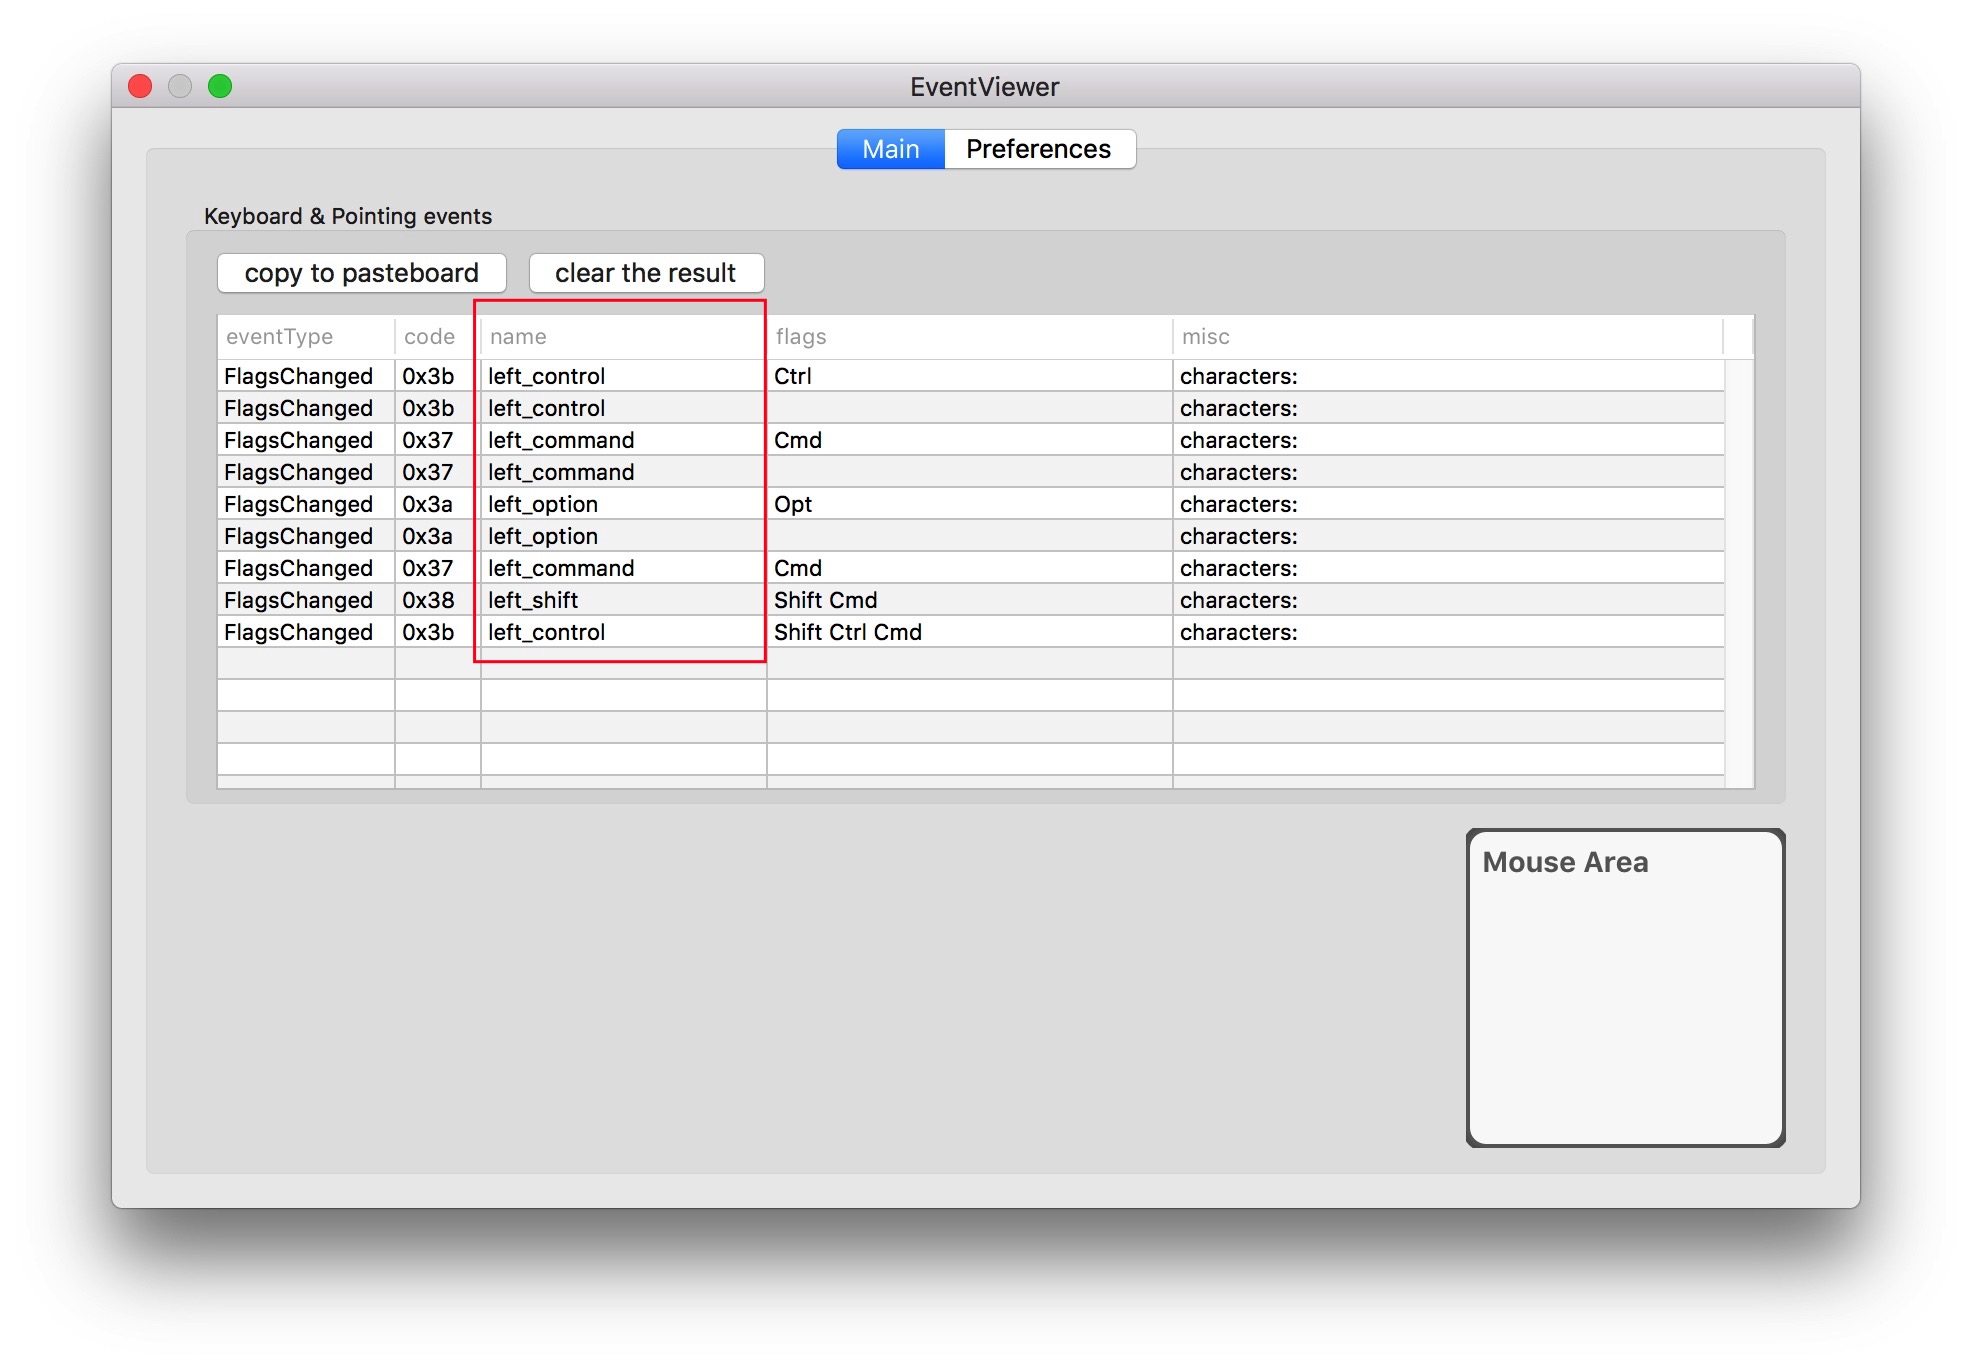 EventViewer
Main Preferences
Keyboard & Pointing events
copy to pasteboard clear the result
eventType code name flags misc
FlagsChanged 0x3b left_control Ctrl characters:
FlagsChanged 0x3b left_control characters:
FlagsChanged 0x37 left_command Cmd characters:
FlagsChanged 0x37 left_command characters:
FlagsChanged 0x3a left_option Opt characters:
FlagsChanged 0x3a left_option characters:
FlagsChanged 0x37 left_command Cmd characters:
FlagsChanged 0x38 left_shift Shift Cmd characters:
FlagsChanged 0x3b left_control Shift Ctrl Cmd characters:
Mouse Area